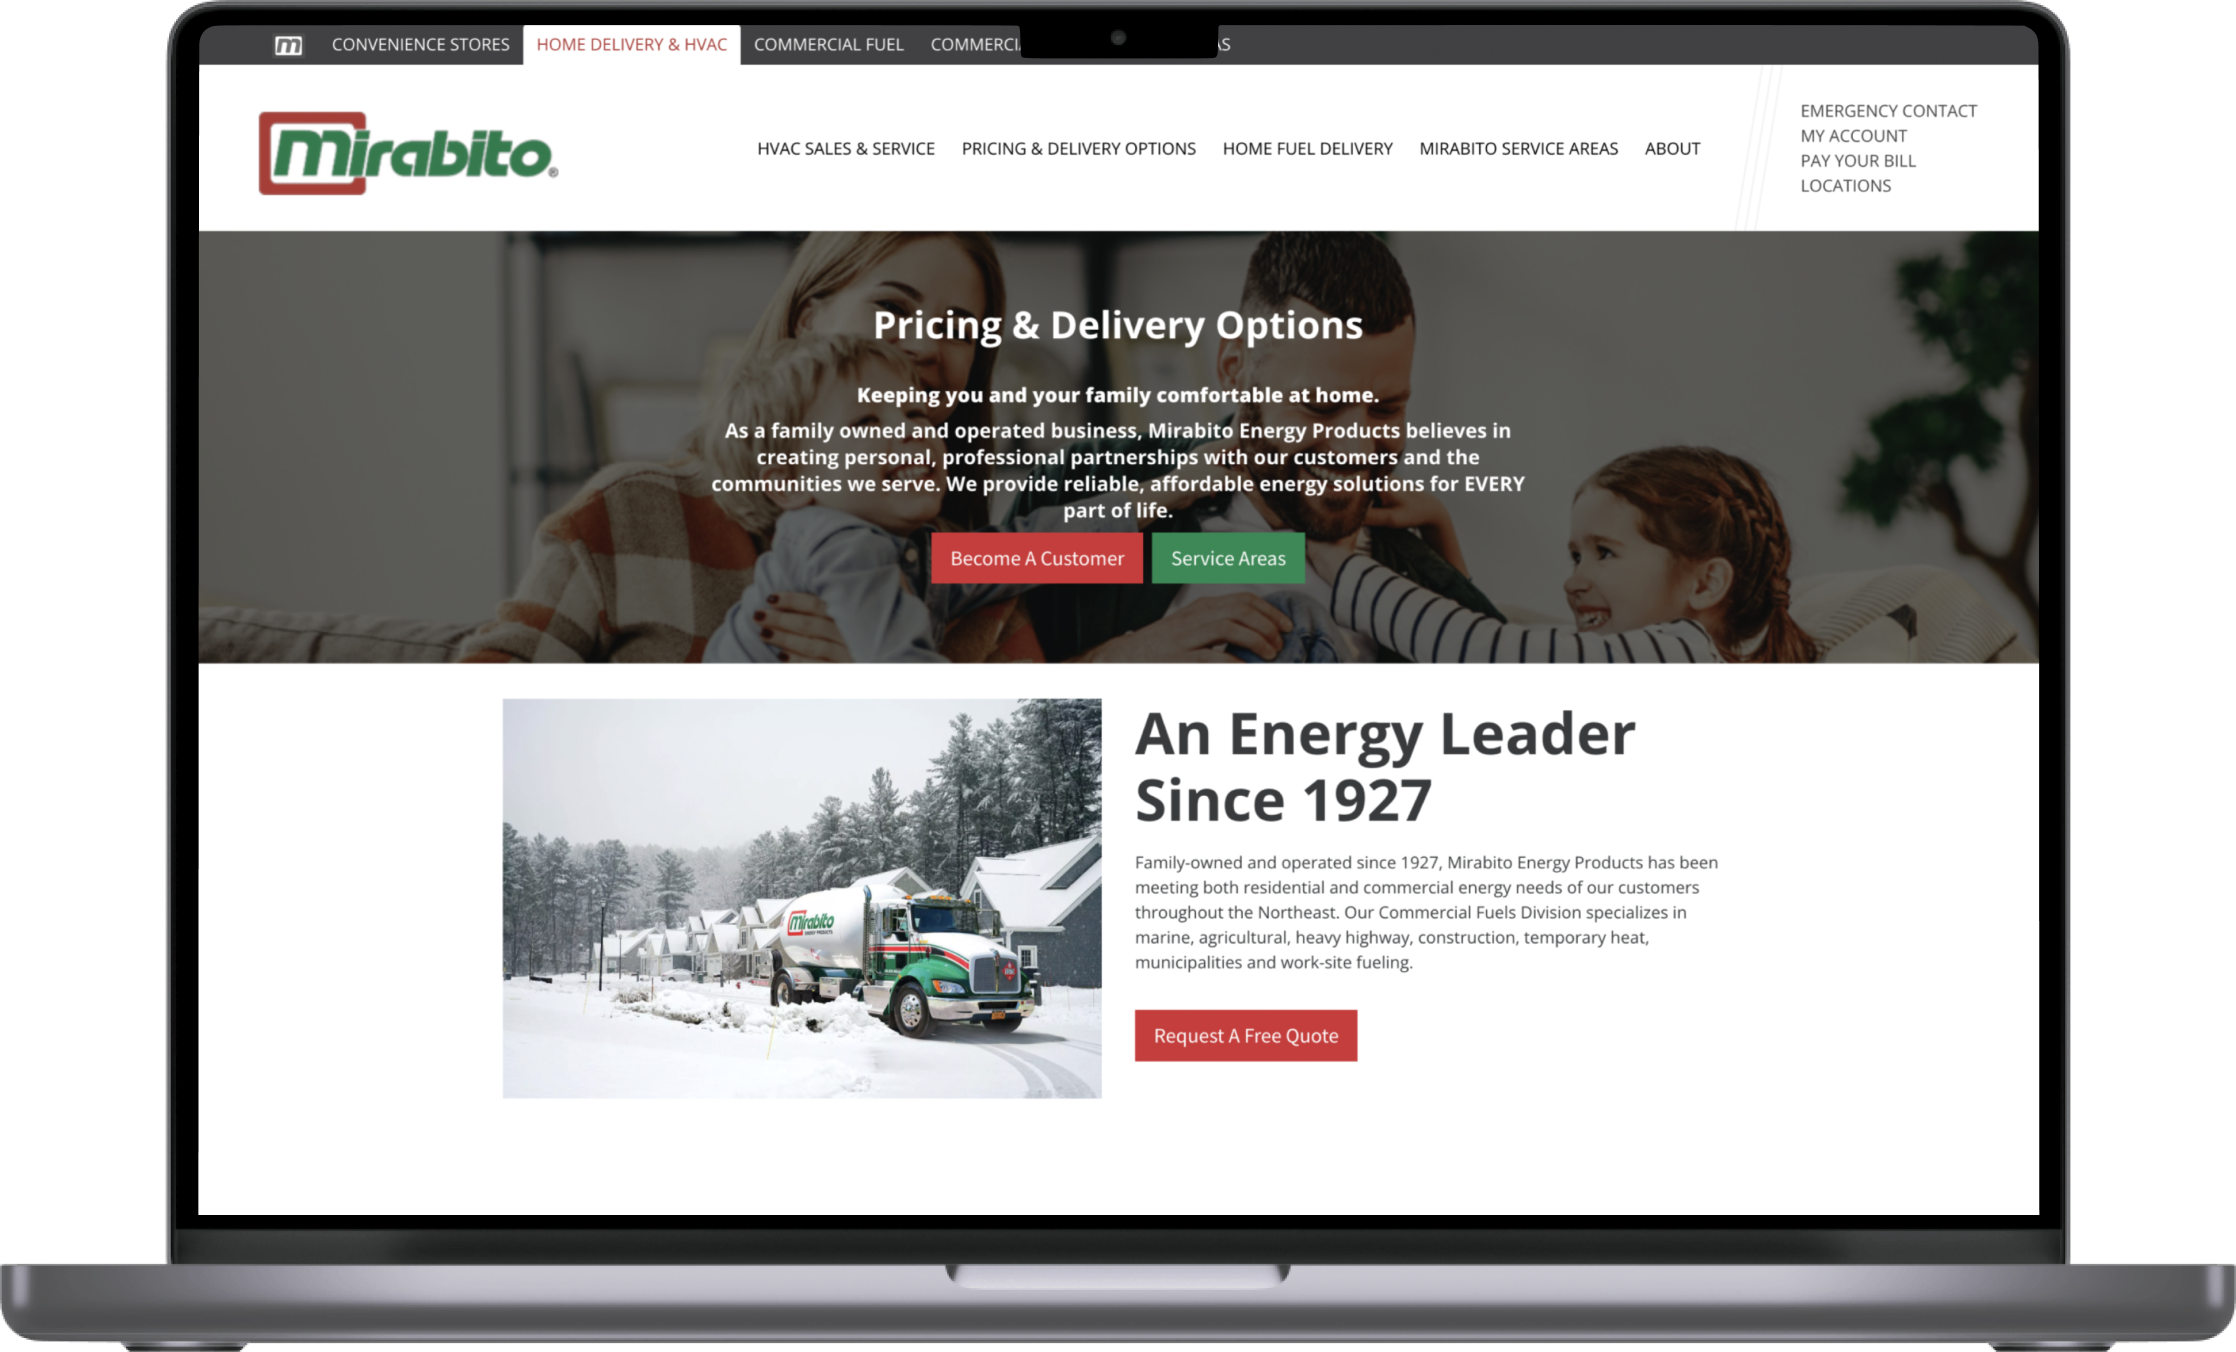 m CONVENIENCE STORES HOME DELIVERY & HVAC COMMERCIAL FUEL
Mirabito®
HVAC SALES & SERVICE PRICING & DELIVERY OPTIONS HOME FUEL DELIVERY MIRABITO SERVICE AREAS ABOUT
EMERGENCY CONTACT
MY ACCOUNT
PAY YOUR BILL
LOCATIONS
Pricing & Delivery Options
Keeping you and your family comfortable at home.
As a family owned and operated business, Mirabito Energy Products believes in
creating personal, professional partnerships with our customers and the
communities we serve. We provide reliable, affordable energy solutions for EVERY
part of life.
Become A Customer Service Areas
An Energy Leader
Since 1927
Family-owned and operated since 1927, Mirabito Energy Products has been
meeting both residential and commercial energy needs of our customers
throughout the Northeast. Our Commercial Fuels Division specializes in
marine, agricultural, heavy highway, construction, temporary heat,
municipalities and work-site fueling.
Request A Free Quote
Mirabito
ENERGY PRODUCTS